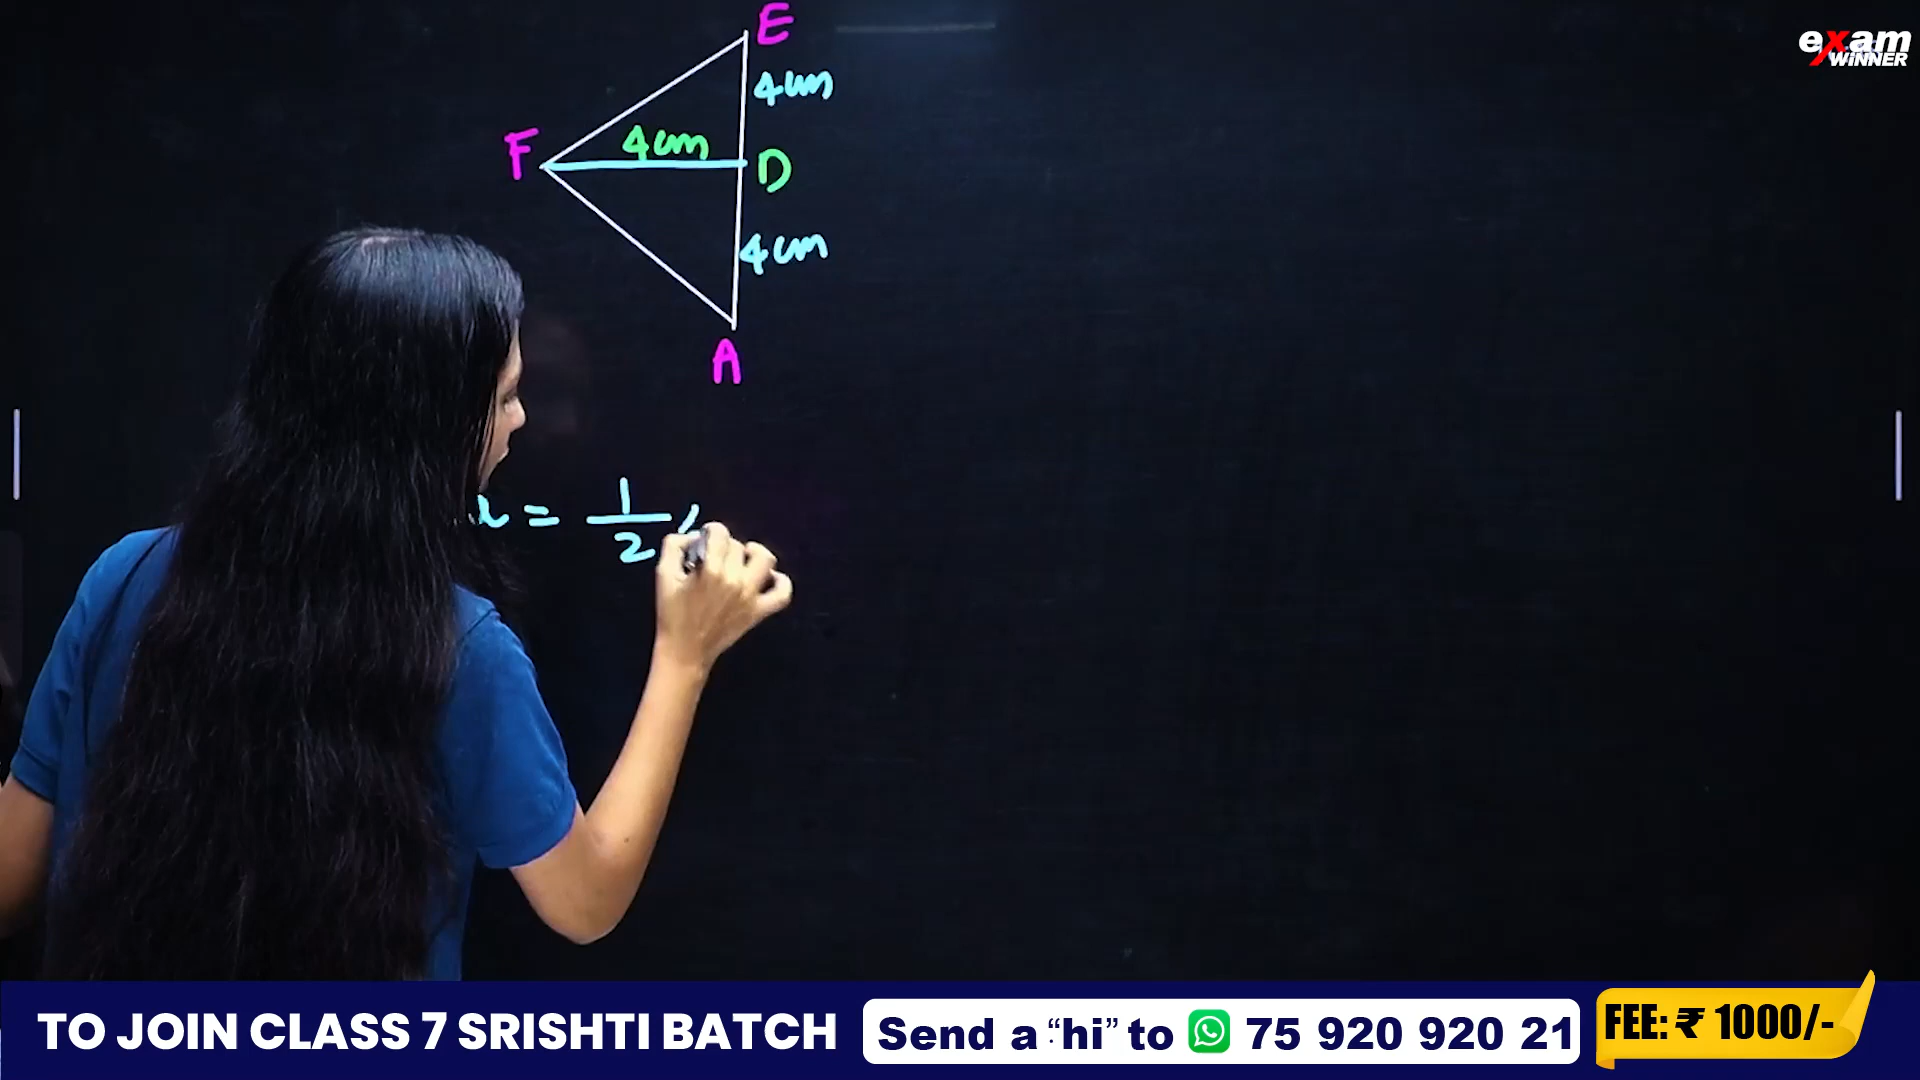 E
exam
WINNER
4cm
F
4cm
D
4cm
A
= 1/2
TO JOIN CLASS 7 SRISHTI BATCH
Send a “hi” to 75 920 920 21
FEE: ₹ 1000/-